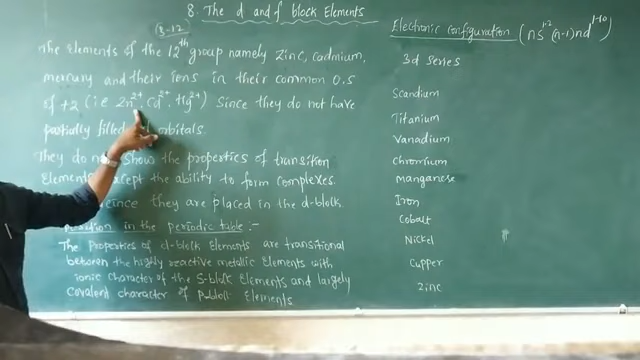 8. The d and f block Elements
(3-12)
The elements of the 12th group namely zinc, cadmium,
mercury and their ions in their common O.S
of +2 (i.e Zn2+, Cd2+, Hg2+) Since they do not have
partially filled d orbitals.
They do not show the properties of transition
Elements except the ability to form complexes.
since they are placed in the d-block.
position in the periodic table :-
The properties of d-block Elements are transitional
between the highly reactive metallic Elements with
ionic character of the S-block Elements and largely
covalent character of P-block Elements
Electronic configuration (ns1-2 (n-1)nd1-10)
3d series
Scandium
Titanium
Vanadium
chromium
manganese
Iron
Cobalt
Nickel
Cupper
Zinc